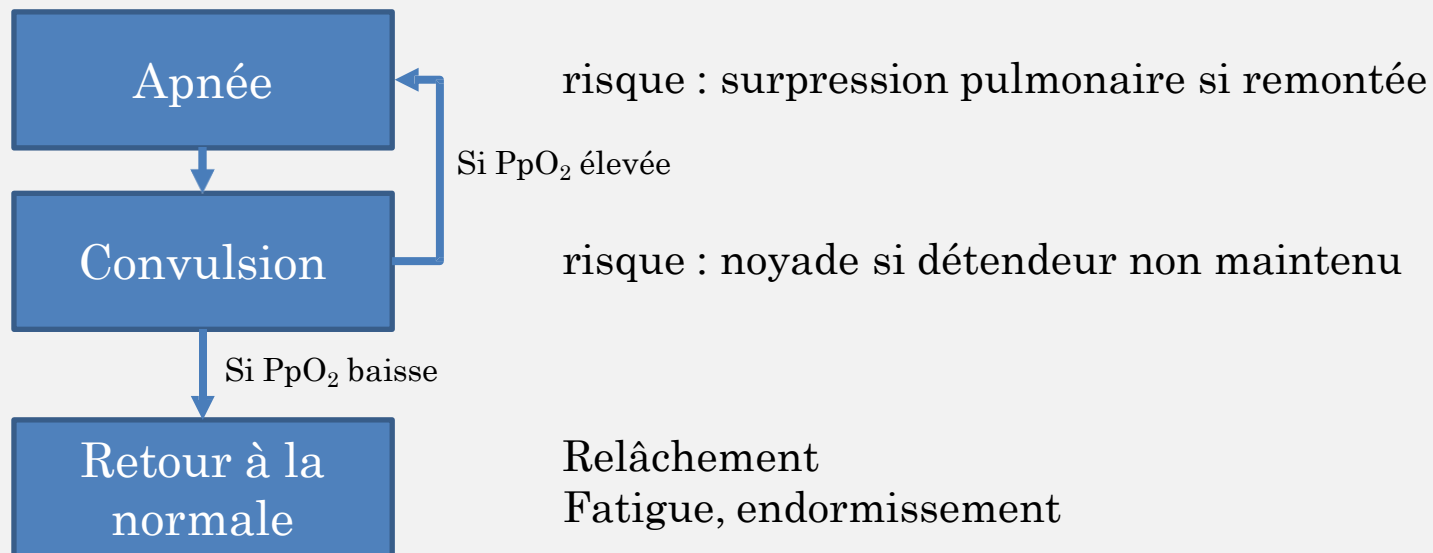 Apnée
risque : surpression pulmonaire si remontée
Si PpO₂ élevée
Convulsion
risque : noyade si détendeur non maintenu
Si PpO₂ baisse
Retour à la
normale
Relâchement
Fatigue, endormissement